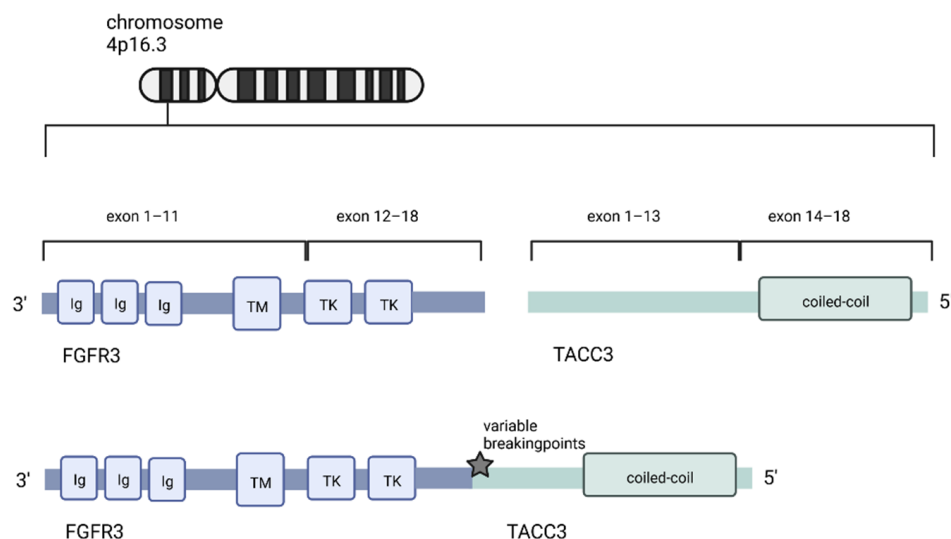 chromosome
4p16.3
exon 1–11 exon 12–18 exon 1–13 exon 14–18
3' Ig Ig Ig TM TK TK coiled-coil 5
FGFR3 TACC3
variable
breakingpoints
3' Ig Ig Ig TM TK TK coiled-coil 5'
FGFR3 TACC3